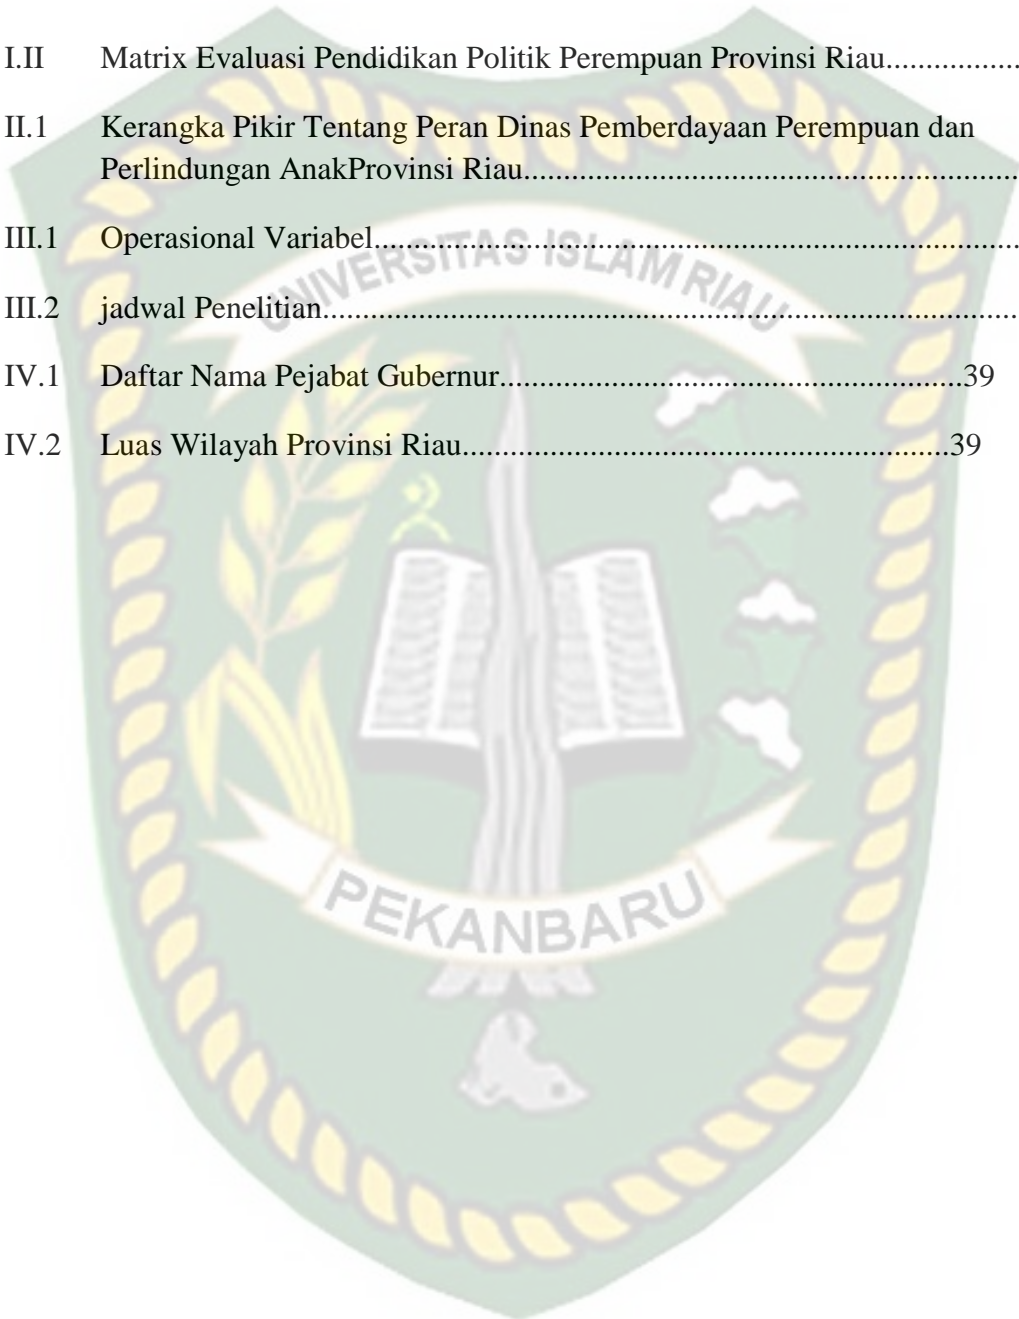 I.II Matrix Evaluasi Pendidikan Politik Perempuan Provinsi Riau.................
II.1 Kerangka Pikir Tentang Peran Dinas Pemberdayaan Perempuan dan
Perlindungan AnakProvinsi Riau.............................................................
III.1 Operasional Variabel...............................................................................
III.2 jadwal Penelitian.....................................................................................
IV.1 Daftar Nama Pejabat Gubernur........................................................39
IV.2 Luas Wilayah Provinsi Riau...........................................................39
UNIVERSITAS ISLAM RIAU
PEKANBARU